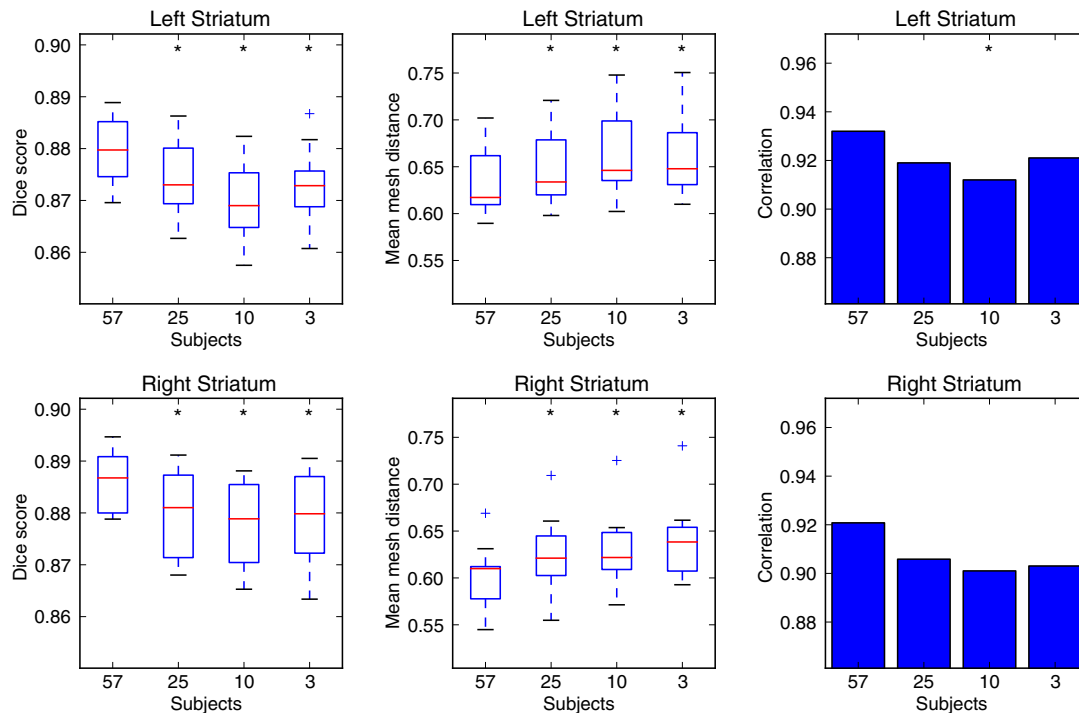 Left Striatum
* * *
0.90
0.89
0.88
0.87
0.86
Dice score
57 25 10 3
Subjects
Left Striatum
* * *
0.75
0.70
0.65
0.60
0.55
Mean mesh distance
57 25 10 3
Subjects
Left Striatum
*
0.96
0.94
0.92
0.90
0.88
Correlation
57 25 10 3
Subjects
Right Striatum
* * *
0.90
0.89
0.88
0.87
0.86
Dice score
57 25 10 3
Subjects
Right Striatum
* * *
0.75
0.70
0.65
0.60
0.55
Mean mesh distance
57 25 10 3
Subjects
Right Striatum
0.96
0.94
0.92
0.90
0.88
Correlation
57 25 10 3
Subjects